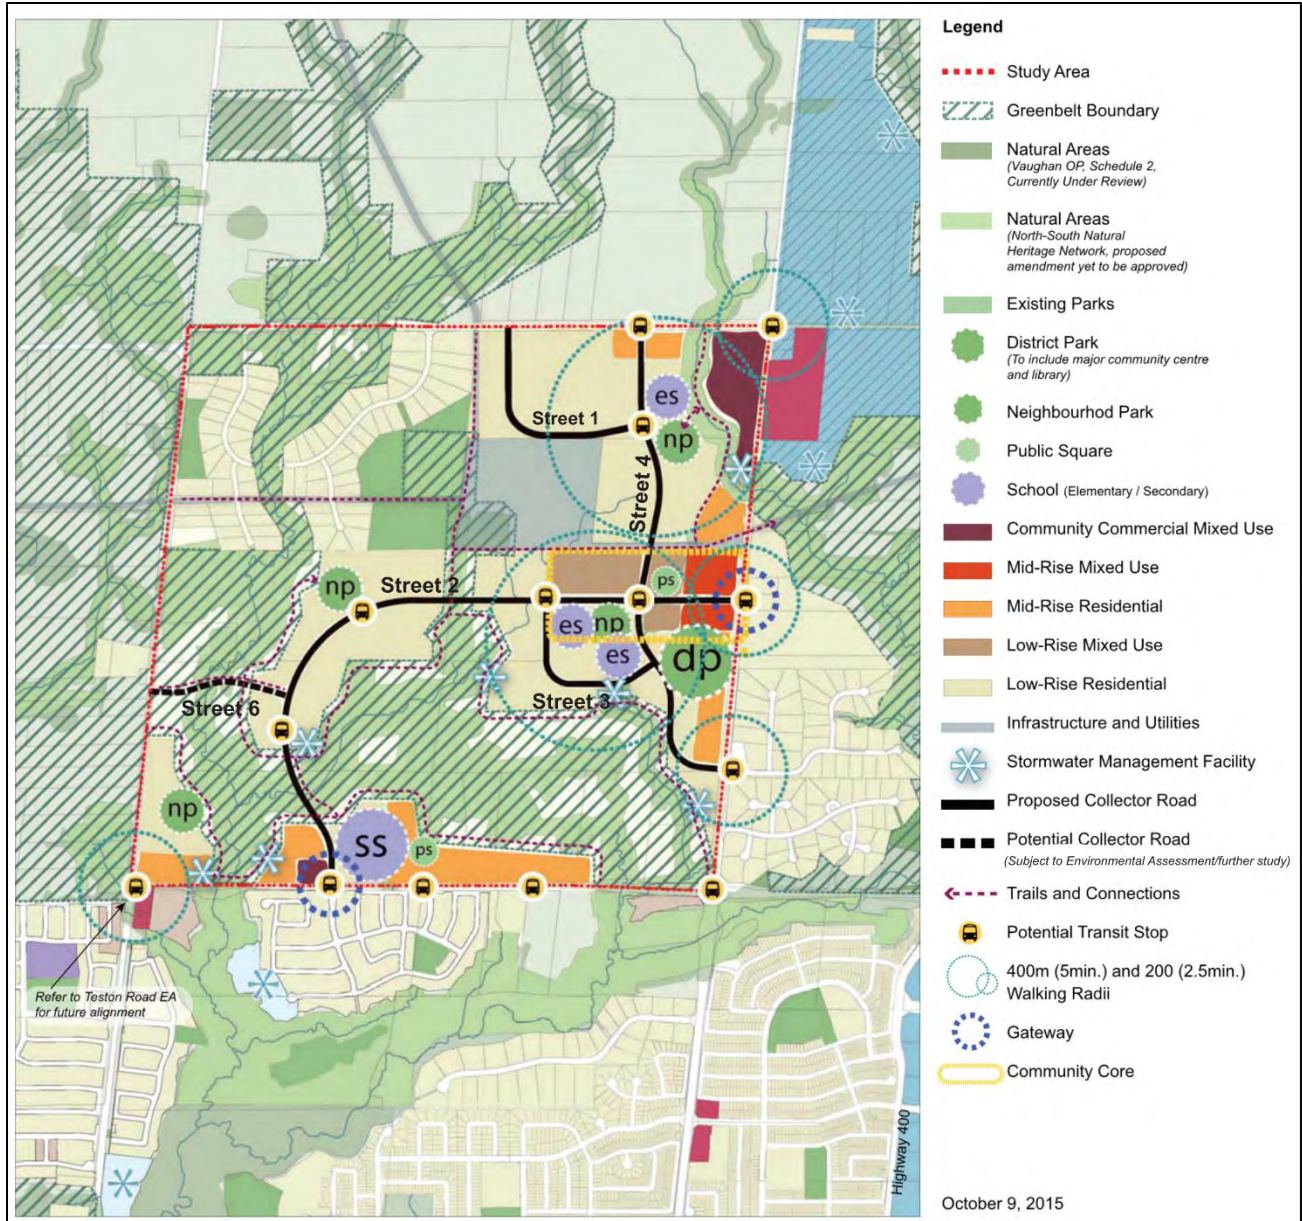 Legend
Study Area
Greenbelt Boundary
Natural Areas
(Vaughan OP, Schedule 2,
Currently Under Review)
Natural Areas
(North-South Natural
Heritage Network, proposed
amendment yet to be approved)
Existing Parks
District Park
(To include major community centre
and library)
Neighbourhod Park
Public Square
School (Elementary / Secondary)
Community Commercial Mixed Use
Mid-Rise Mixed Use
Mid-Rise Residential
Low-Rise Mixed Use
Low-Rise Residential
Infrastructure and Utilities
Stormwater Management Facility
Proposed Collector Road
Potential Collector Road
(Subject to Environmental Assessment/further study)
Trails and Connections
Potential Transit Stop
400m (5min.) and 200 (2.5min.)
Walking Radii
Gateway
Community Core
October 9, 2015
es
Street 1
np
Street 4
np
Street 2
ps
es
np
es
dp
Street 3
Street 6
np
ss
ps
Refer to Teston Road EA
for future alignment
Highway 400